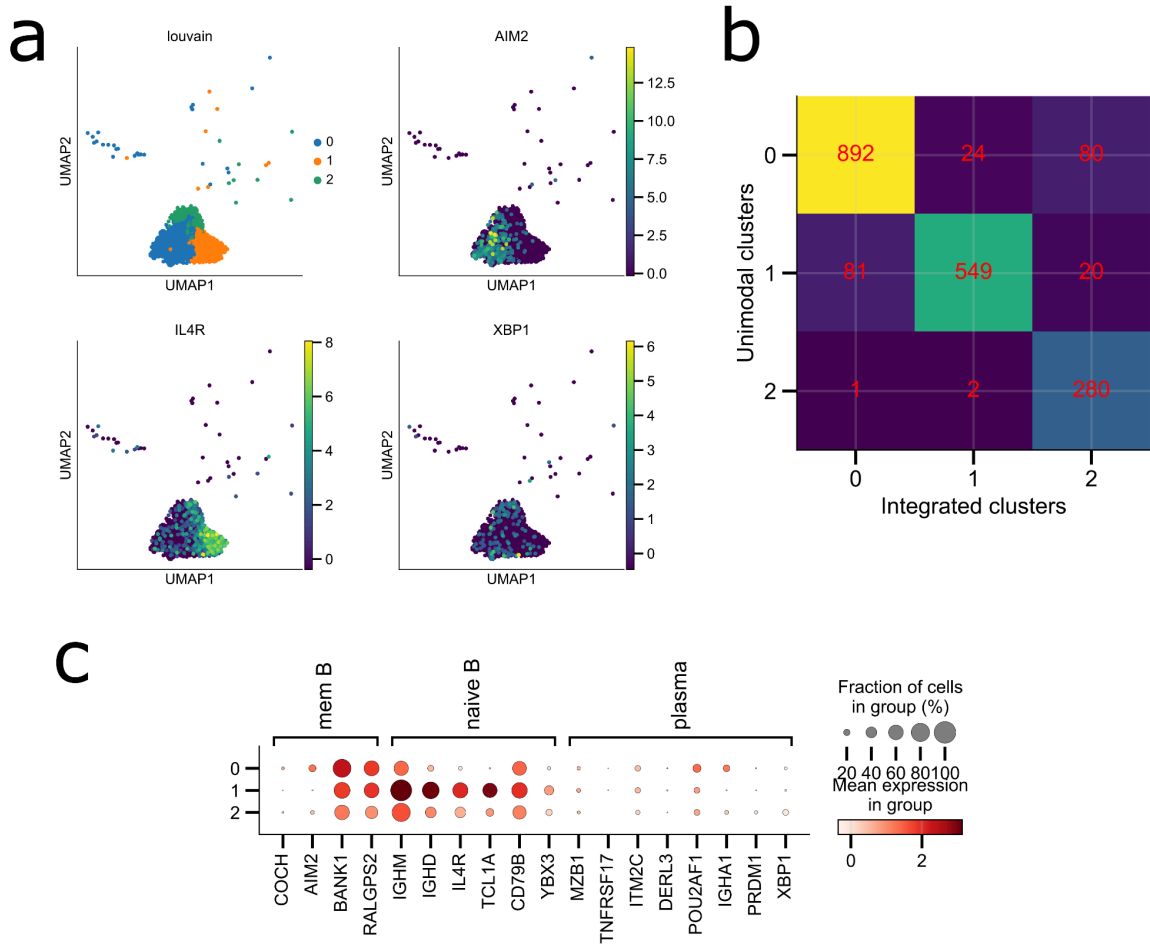 a
louvain
UMAP2
UMAP1
0
1
2
AIM2
UMAP2
UMAP1
12.5
10.0
7.5
5.0
2.5
0.0
IL4R
UMAP2
UMAP1
8
6
4
2
0
XBP1
UMAP2
UMAP1
6
5
4
3
2
1
0
b
Unimodal clusters
0
1
2
892
24
80
81
549
20
1
2
280
0
1
2
Integrated clusters
c
mem B
naive B
plasma
0
1
2
COCH
AIM2
BANK1
RALGPS2
IGHM
IGHD
IL4R
TCL1A
CD79B
YBX3
MZB1
TNFRSF17
ITM2C
DERL3
POU2AF1
IGHA1
PRDM1
XBP1
Fraction of cells
in group (%)
20 40 60 80 100
Mean expression
in group
0
2